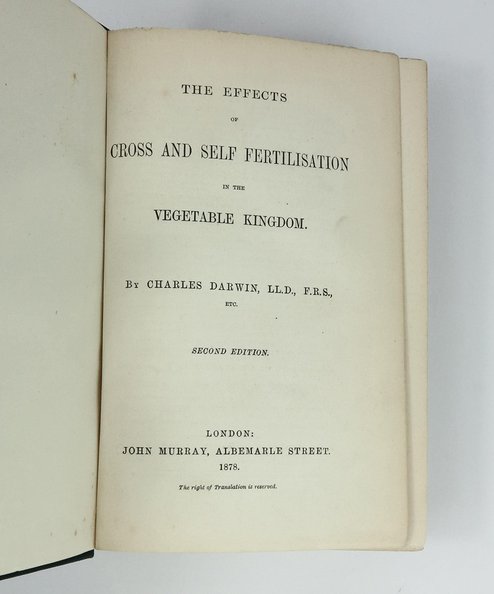 THE EFFECTS
OF
CROSS AND SELF FERTILISATION
IN THE
VEGETABLE KINGDOM.
BY CHARLES DARWIN, LL.D., F.R.S.,
ETC.
SECOND EDITION.
LONDON:
JOHN MURRAY, ALBEMARLE STREET.
1878.
The right of Translation is reserved.